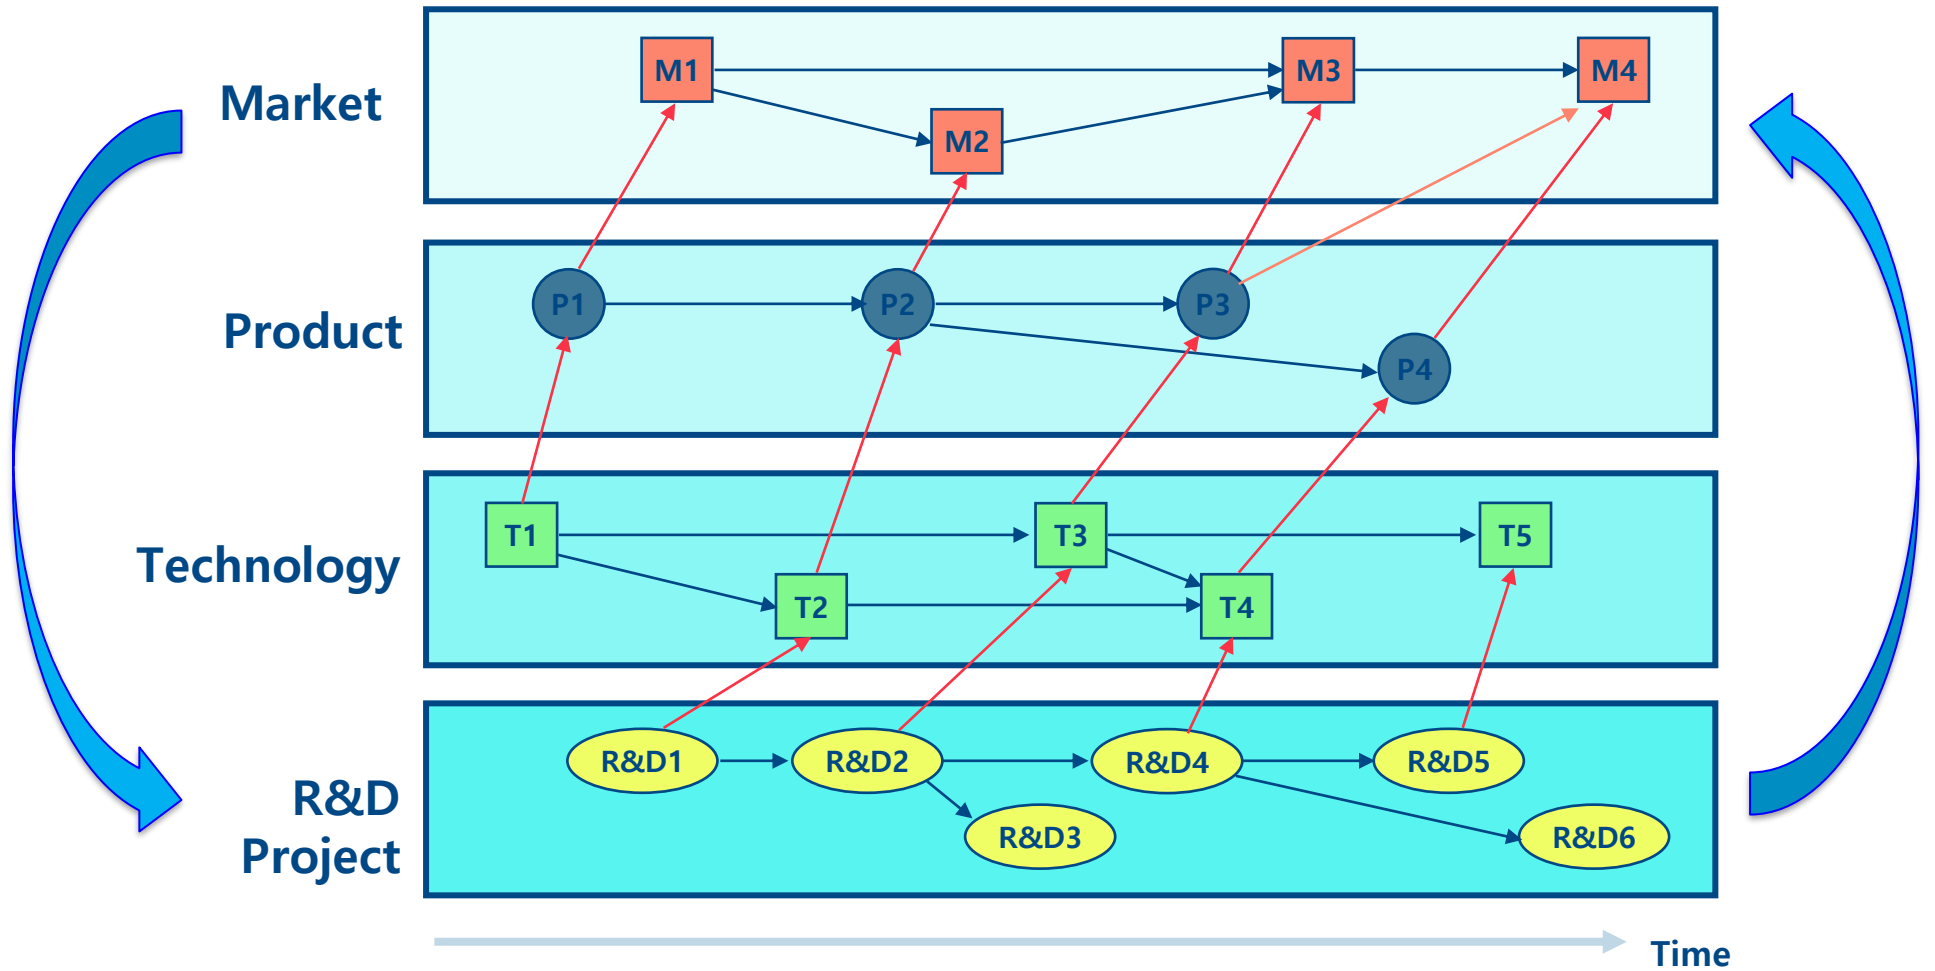 Market
M1
M3
M4
M2
Product
P1
P2
P3
P4
Technology
T1
T3
T5
T2
T4
R&D
Project
R&D1
R&D2
R&D4
R&D5
R&D3
R&D6
Time